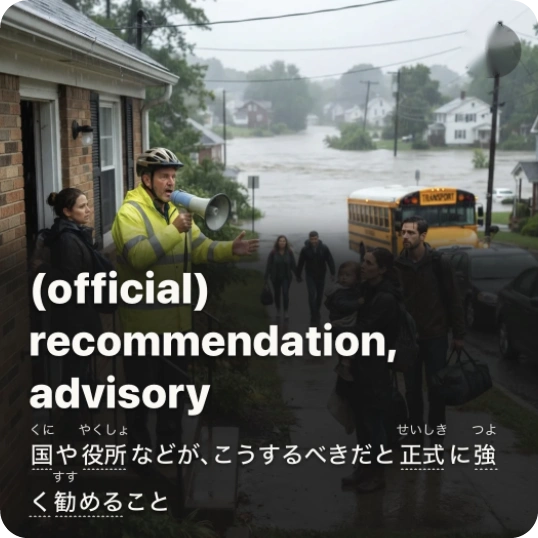 TRANSPORT
(official)
recommendation,
advisory
くに やくしょ せいしき つよ
国や役所などが、こうするべきだと正式に強
すす
く勧めること